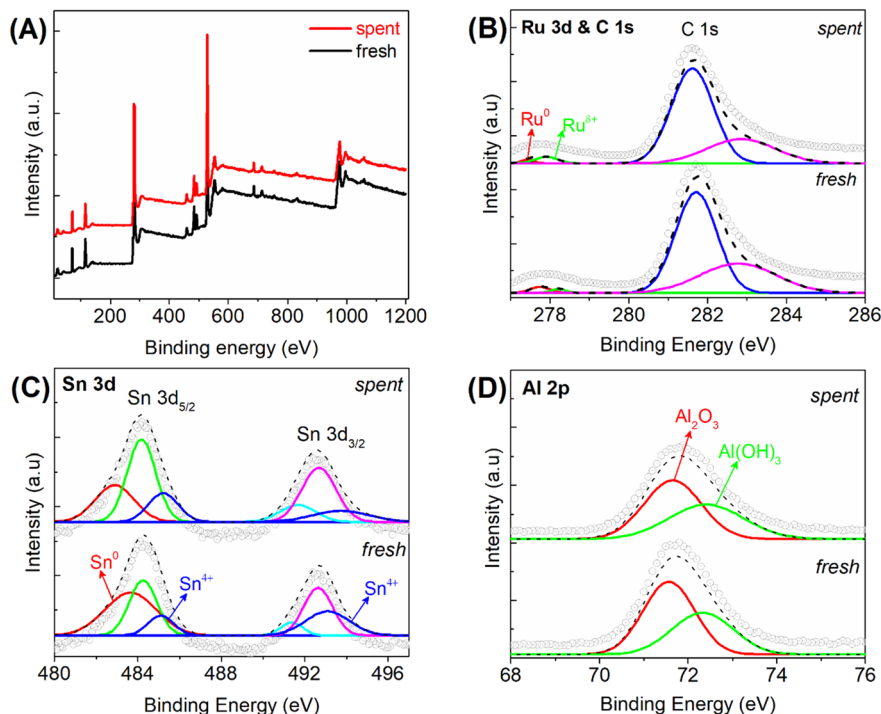 (A)
spent
fresh
Intensity (a.u.)
200 400 600 800 1000 1200
Binding energy (eV)
(B) Ru 3d & C 1s
C 1s
spent
Ru⁰
Ruᵟ⁺
fresh
Intensity (a.u.)
278 280 282 284 286
Binding Energy (eV)
(C) Sn 3d
spent
Sn 3d₅/₂
Sn 3d₃/₂
fresh
Sn⁰
Sn⁴⁺
Sn⁴⁺
Intensity (a.u)
480 484 488 492 496
Binding Energy (eV)
(D) Al 2p
spent
Al₂O₃
Al(OH)₃
fresh
Intensity (a.u)
68 70 72 74 76
Binding Energy (eV)